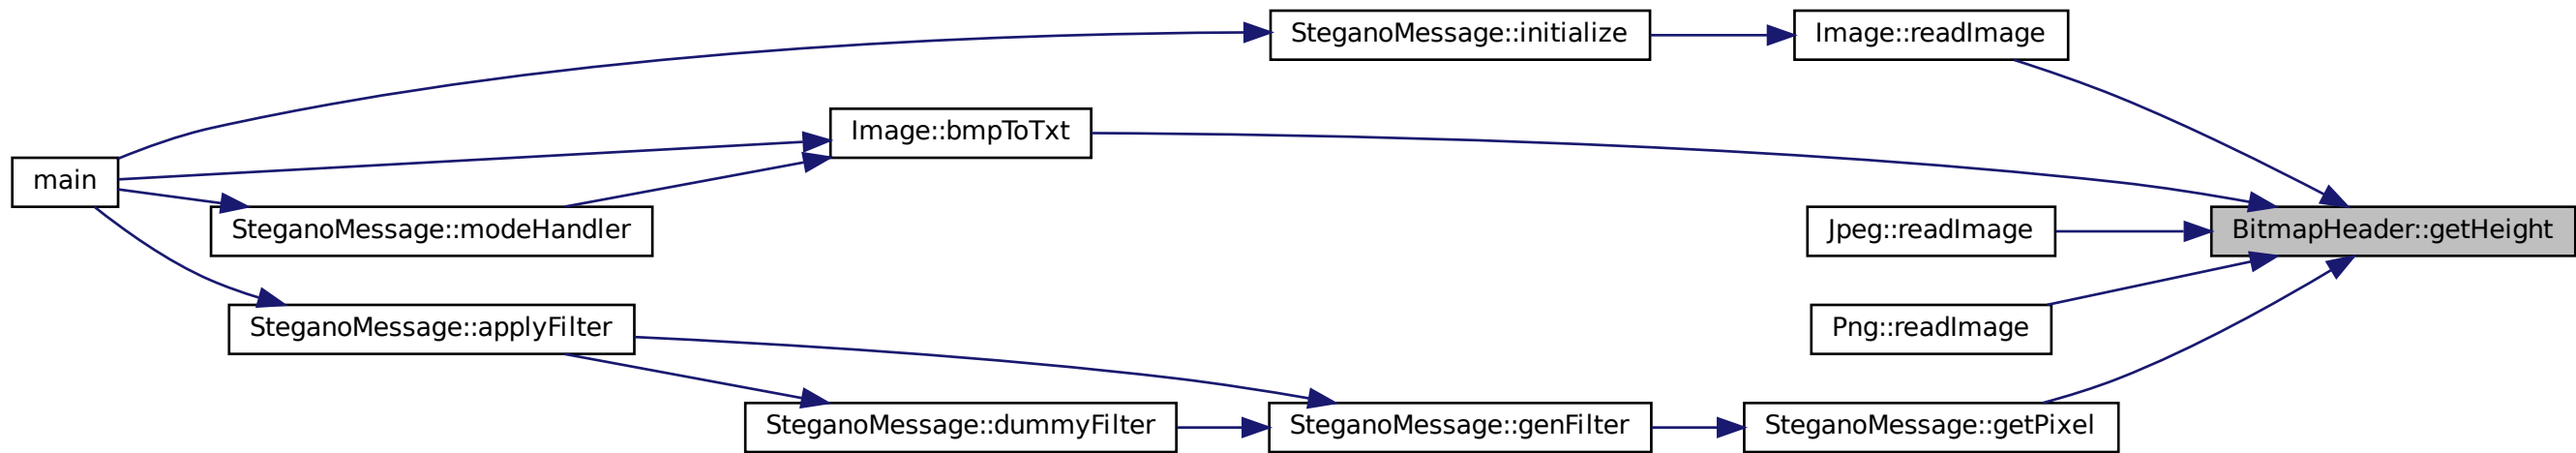 SteganoMessage::initialize
Image::readImage
Image::bmpToTxt
main
SteganoMessage::modeHandler
Jpeg::readImage
BitmapHeader::getHeight
SteganoMessage::applyFilter
Png::readImage
SteganoMessage::dummyFilter
SteganoMessage::genFilter
SteganoMessage::getPixel